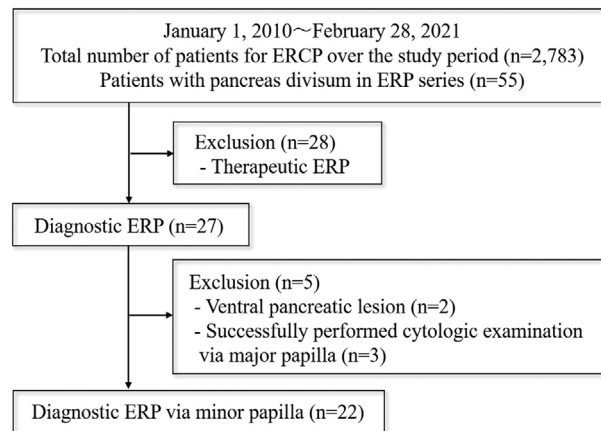 January 1, 2010～February 28, 2021
Total number of patients for ERCP over the study period (n=2,783)
Patients with pancreas divisum in ERP series (n=55)
Exclusion (n=28)
- Therapeutic ERP
Diagnostic ERP (n=27)
Exclusion (n=5)
- Ventral pancreatic lesion (n=2)
- Successfully performed cytologic examination
via major papilla (n=3)
Diagnostic ERP via minor papilla (n=22)